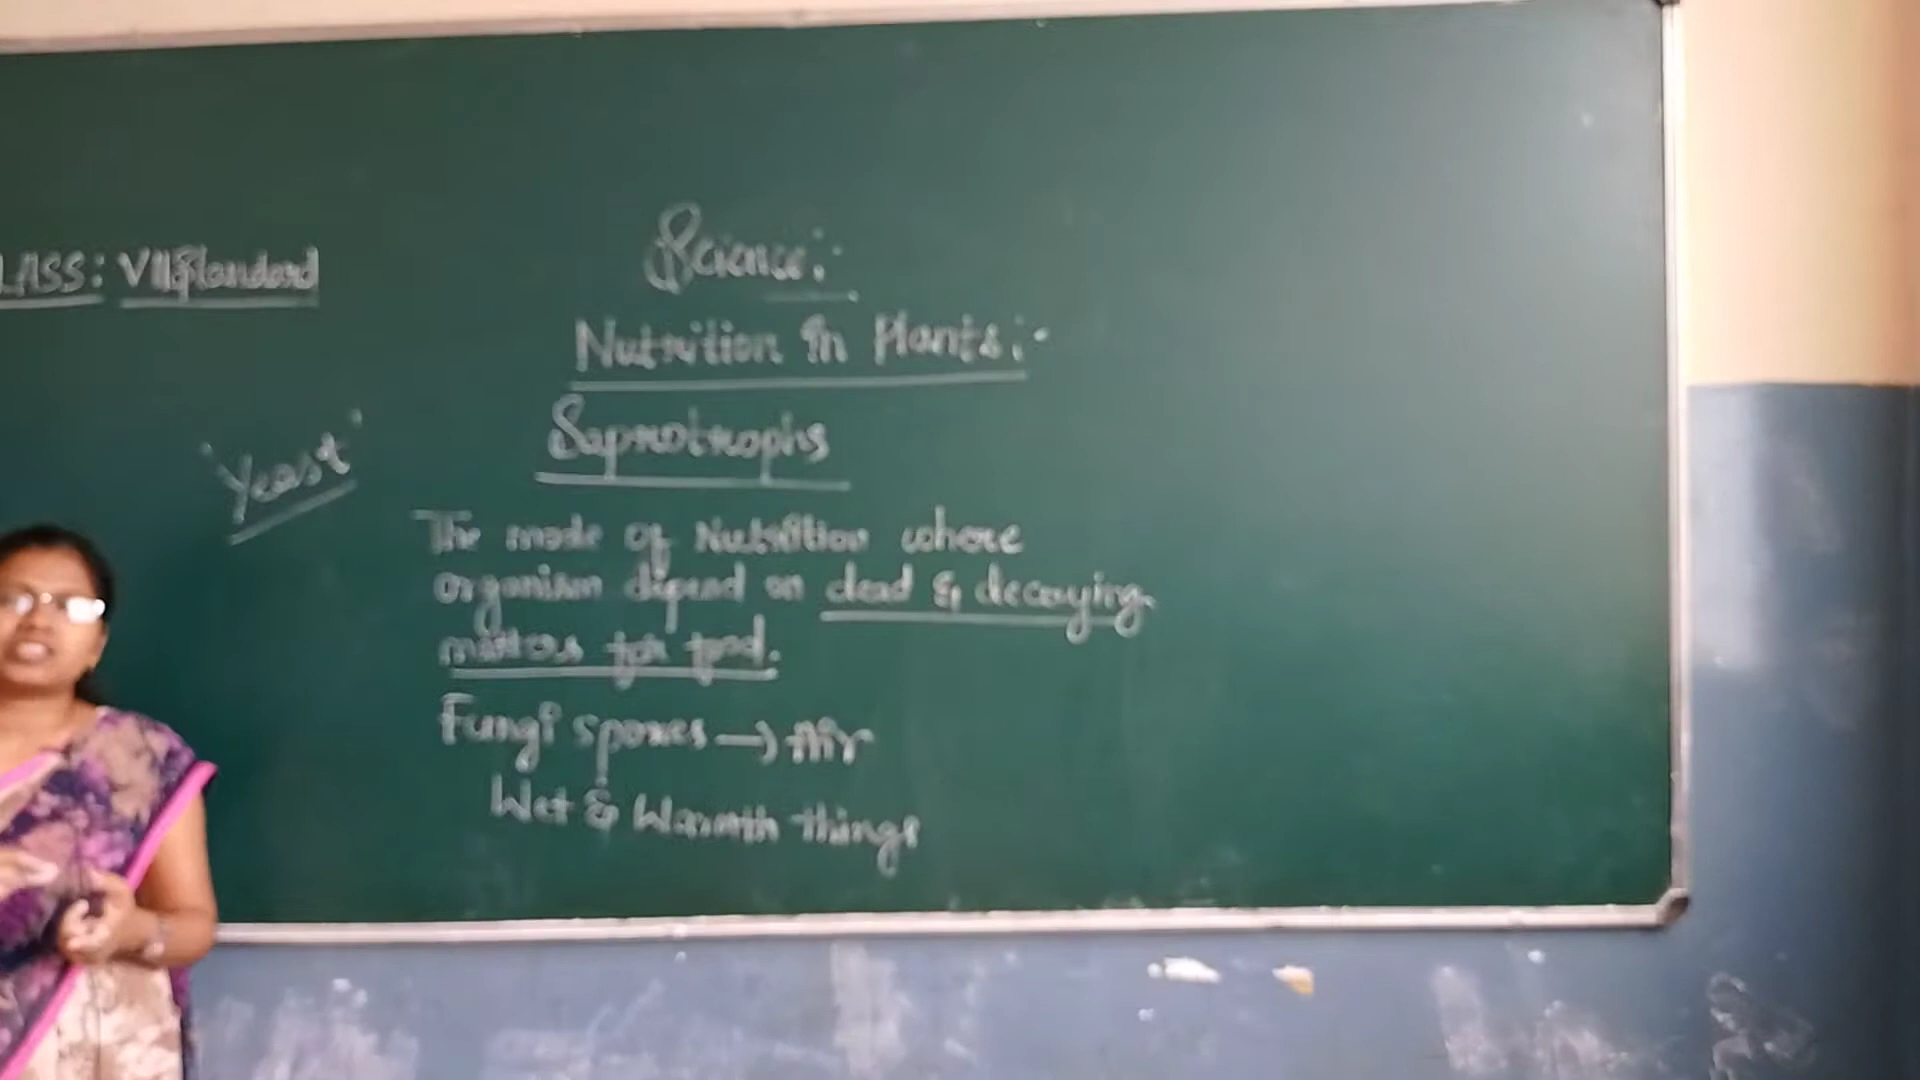 LASS: VII Standard
Science:-
Nutrition in Plants:-
Saprotrophs
"Yeast"
The mode of Nutrition where
organism depend on dead & decaying
matters for food.
Fungi spores → Air
Wet & Warmth things